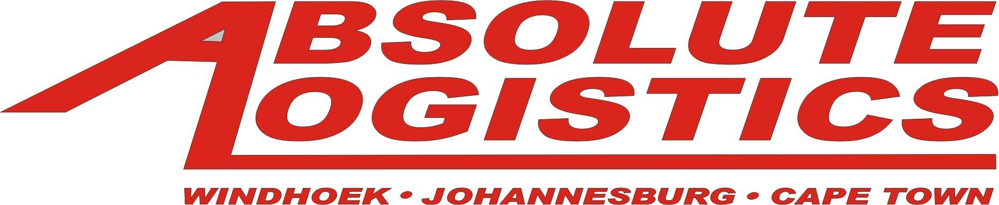 ABSOLUTE
LOGISTICS
WINDHOEK • JOHANNESBURG • CAPE TOWN